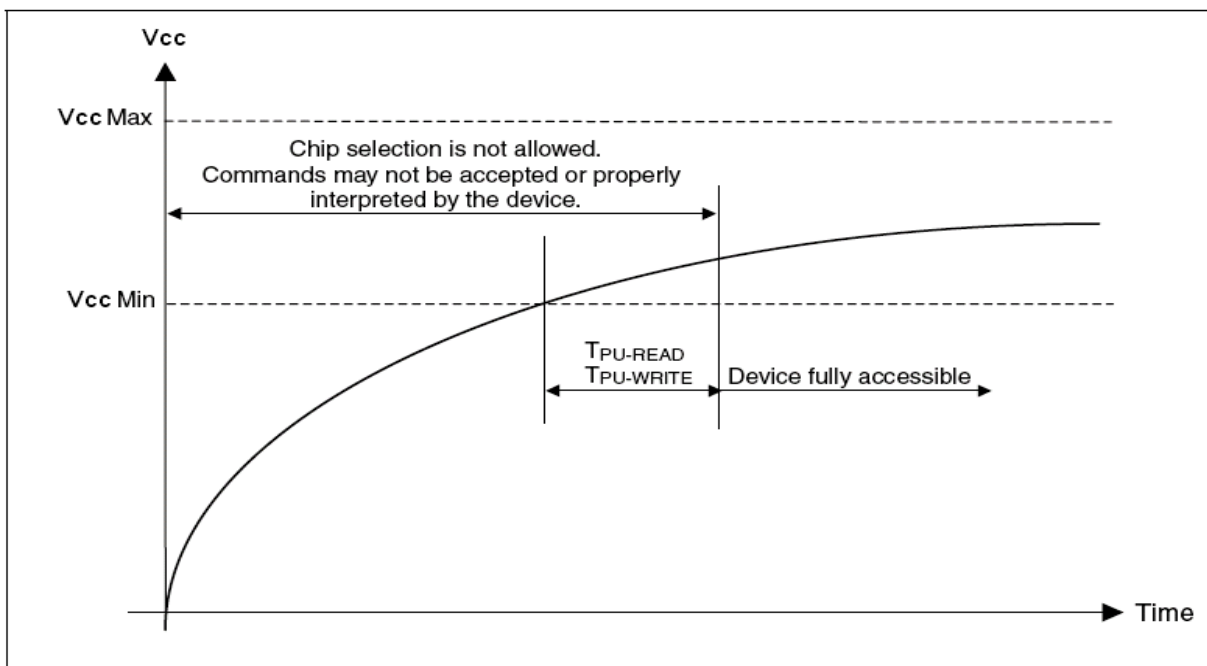 Vcc
Vcc Max
Chip selection is not allowed.
Commands may not be accepted or properly
interpreted by the device.
Vcc Min
TPU-READ
TPU-WRITE
Device fully accessible
Time